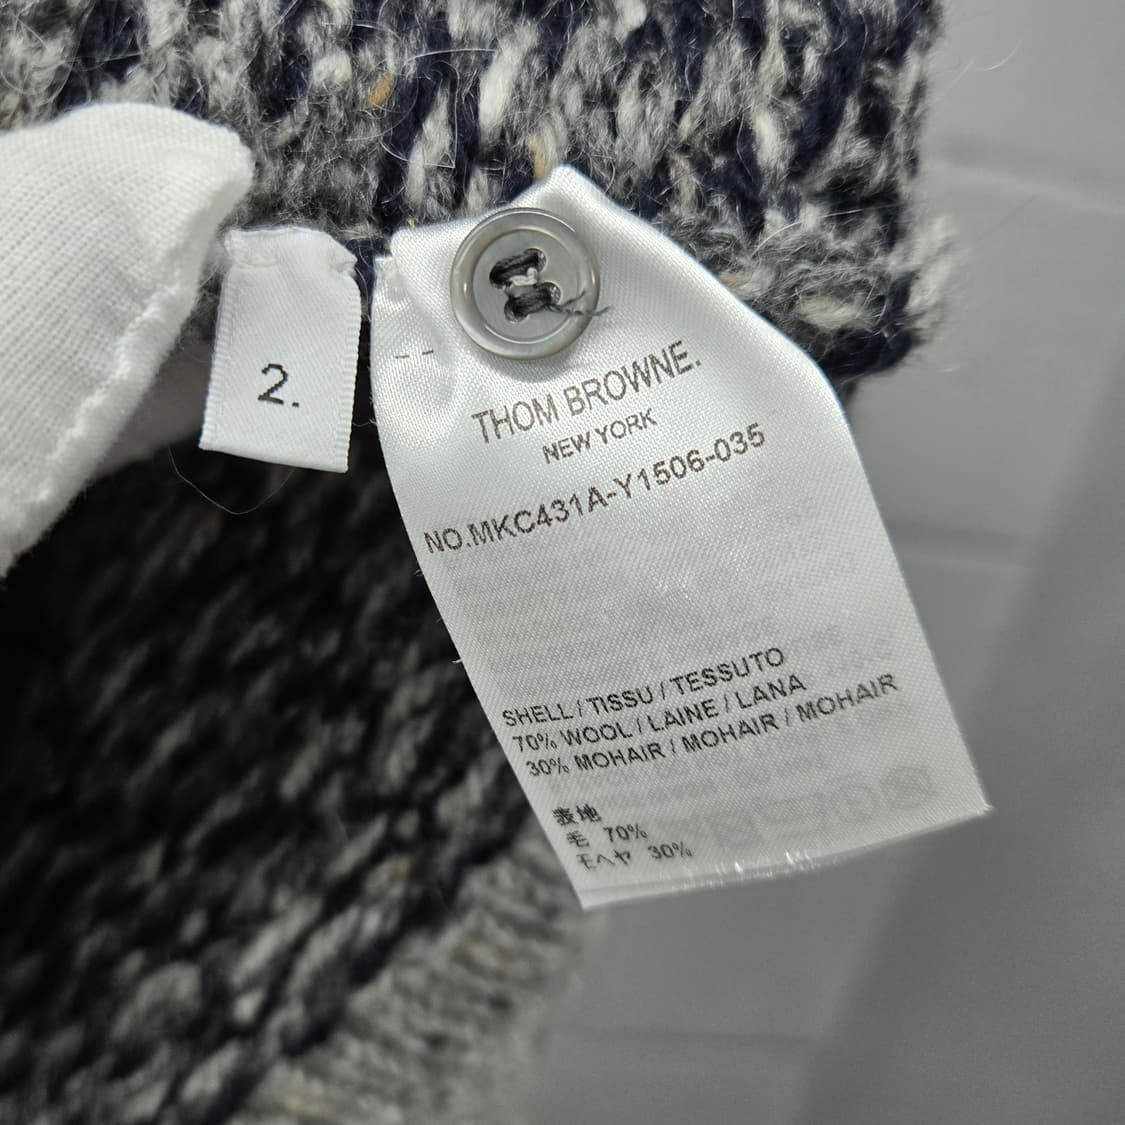 2.
THOM BROWNE.
NEW YORK
NO.MKC431A-Y1506-035
SHELL / TISSU / TESSUTO
70% WOOL / LAINE / LANA
30% MOHAIR / MOHAIR / MOHAIR
表地
毛 70%
モヘヤ 30%